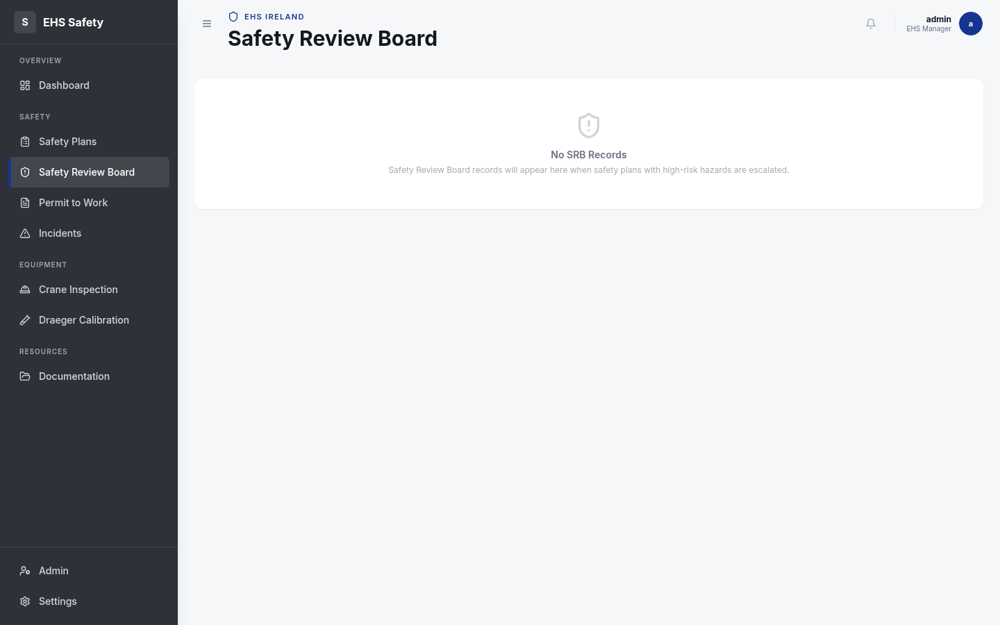 S
EHS Safety
OVERVIEW
Dashboard
SAFETY
Safety Plans
Safety Review Board
Permit to Work
Incidents
EQUIPMENT
Crane Inspection
Draeger Calibration
RESOURCES
Documentation
Admin
Settings
EHS IRELAND
Safety Review Board
admin
EHS Manager
a
No SRB Records
Safety Review Board records will appear here when safety plans with high-risk hazards are escalated.